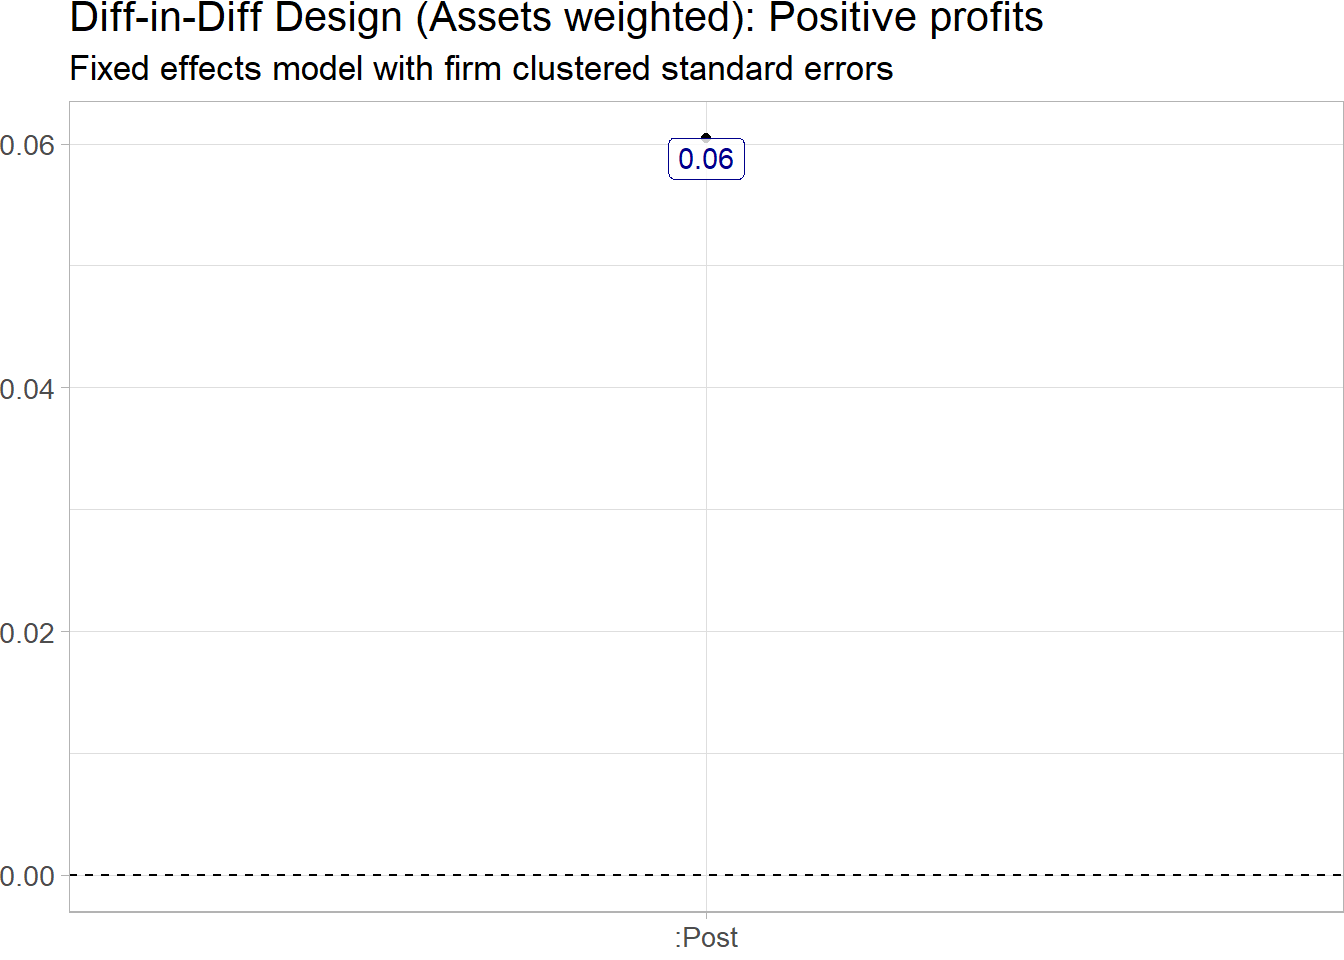 Diff-in-Diff Design (Assets weighted): Positive profits
Fixed effects model with firm clustered standard errors
0.06
0.06
0.04
0.02
0.00
:Post